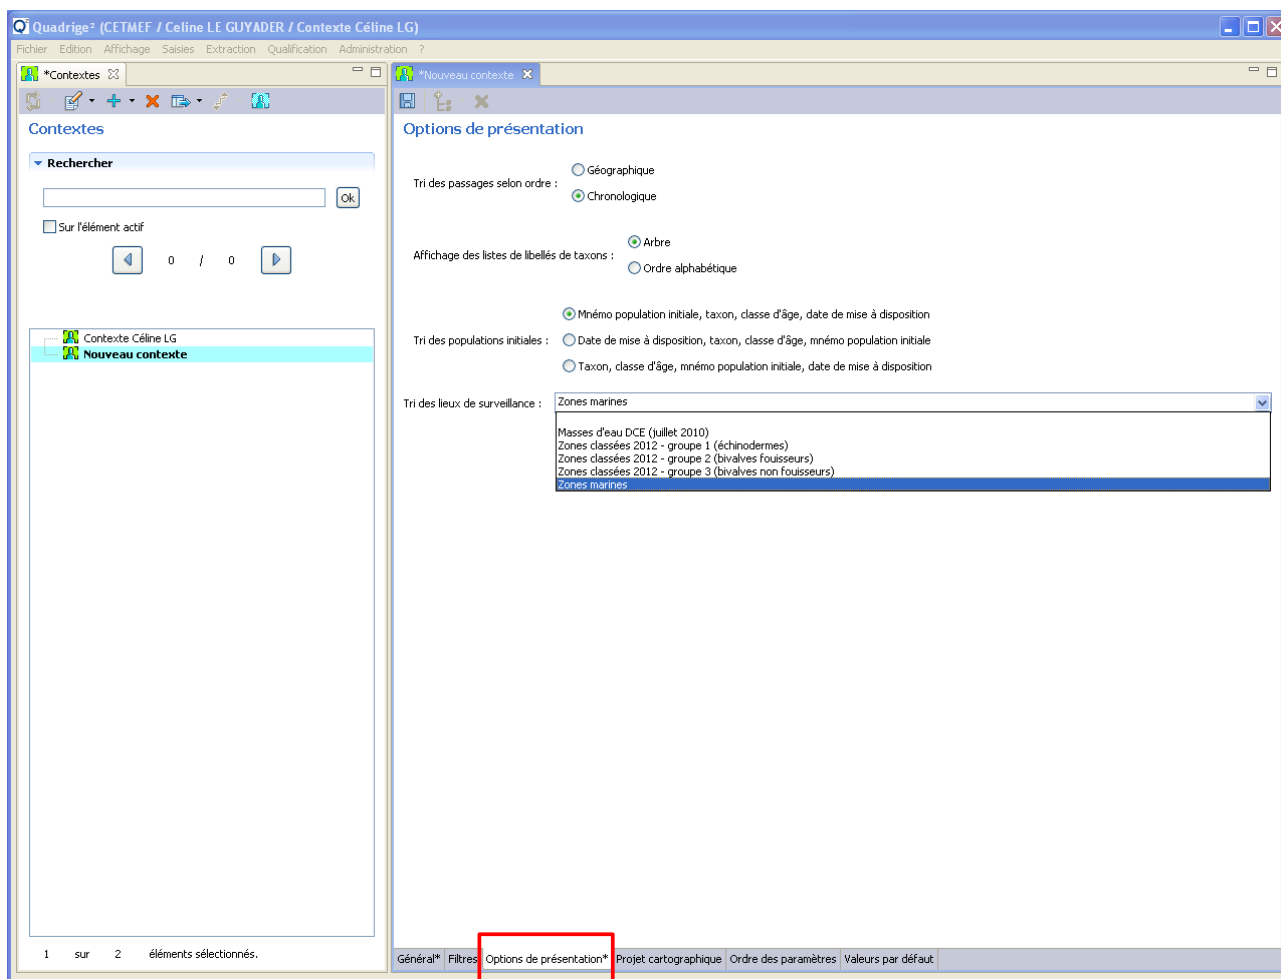 Quadrige² (CETMEF / Celine LE GUYADER / Contexte Céline LG)
Fichier Edition Affichage Saisies Extraction Qualification Administration ?
*Contextes
Contextes
Rechercher
Ok
Sur l'élément actif
0 / 0
Contexte Céline LG
Nouveau contexte
1 sur 2 éléments sélectionnés.
*Nouveau contexte
Options de présentation
Tri des passages selon ordre :
Géographique
Chronologique
Affichage des listes de libellés de taxons :
Arbre
Ordre alphabétique
Tri des populations initiales :
Mnémo population initiale, taxon, classe d'âge, date de mise à disposition
Date de mise à disposition, taxon, classe d'âge, mnémo population initiale
Taxon, classe d'âge, mnémo population initiale, date de mise à disposition
Tri des lieux de surveillance :
Zones marines
Masses d'eau DCE (juillet 2010)
Zones classées 2012 - groupe 1 (échinodermes)
Zones classées 2012 - groupe 2 (bivalves fouisseurs)
Zones classées 2012 - groupe 3 (bivalves non fouisseurs)
Zones marines
Général* Filtres Options de présentation* Projet cartographique Ordre des paramètres Valeurs par défaut